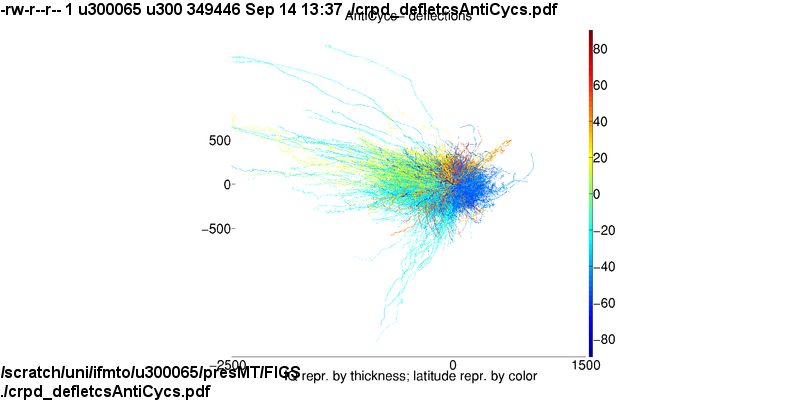 -rw-r--r-- 1 u300065 u300 349446 Sep 14 13:37 ./crpd_defletcsAntiCycs.pdf
AntiCycs-- deflections
80
60
40
20
0
−20
−40
−60
−80
500
0
−500
−2500 0 1500
repr. by thickness; latitude repr. by color
/scratch/uni/ifmto/u300065/presMT/FIGS
./crpd_defletcsAntiCycs.pdf